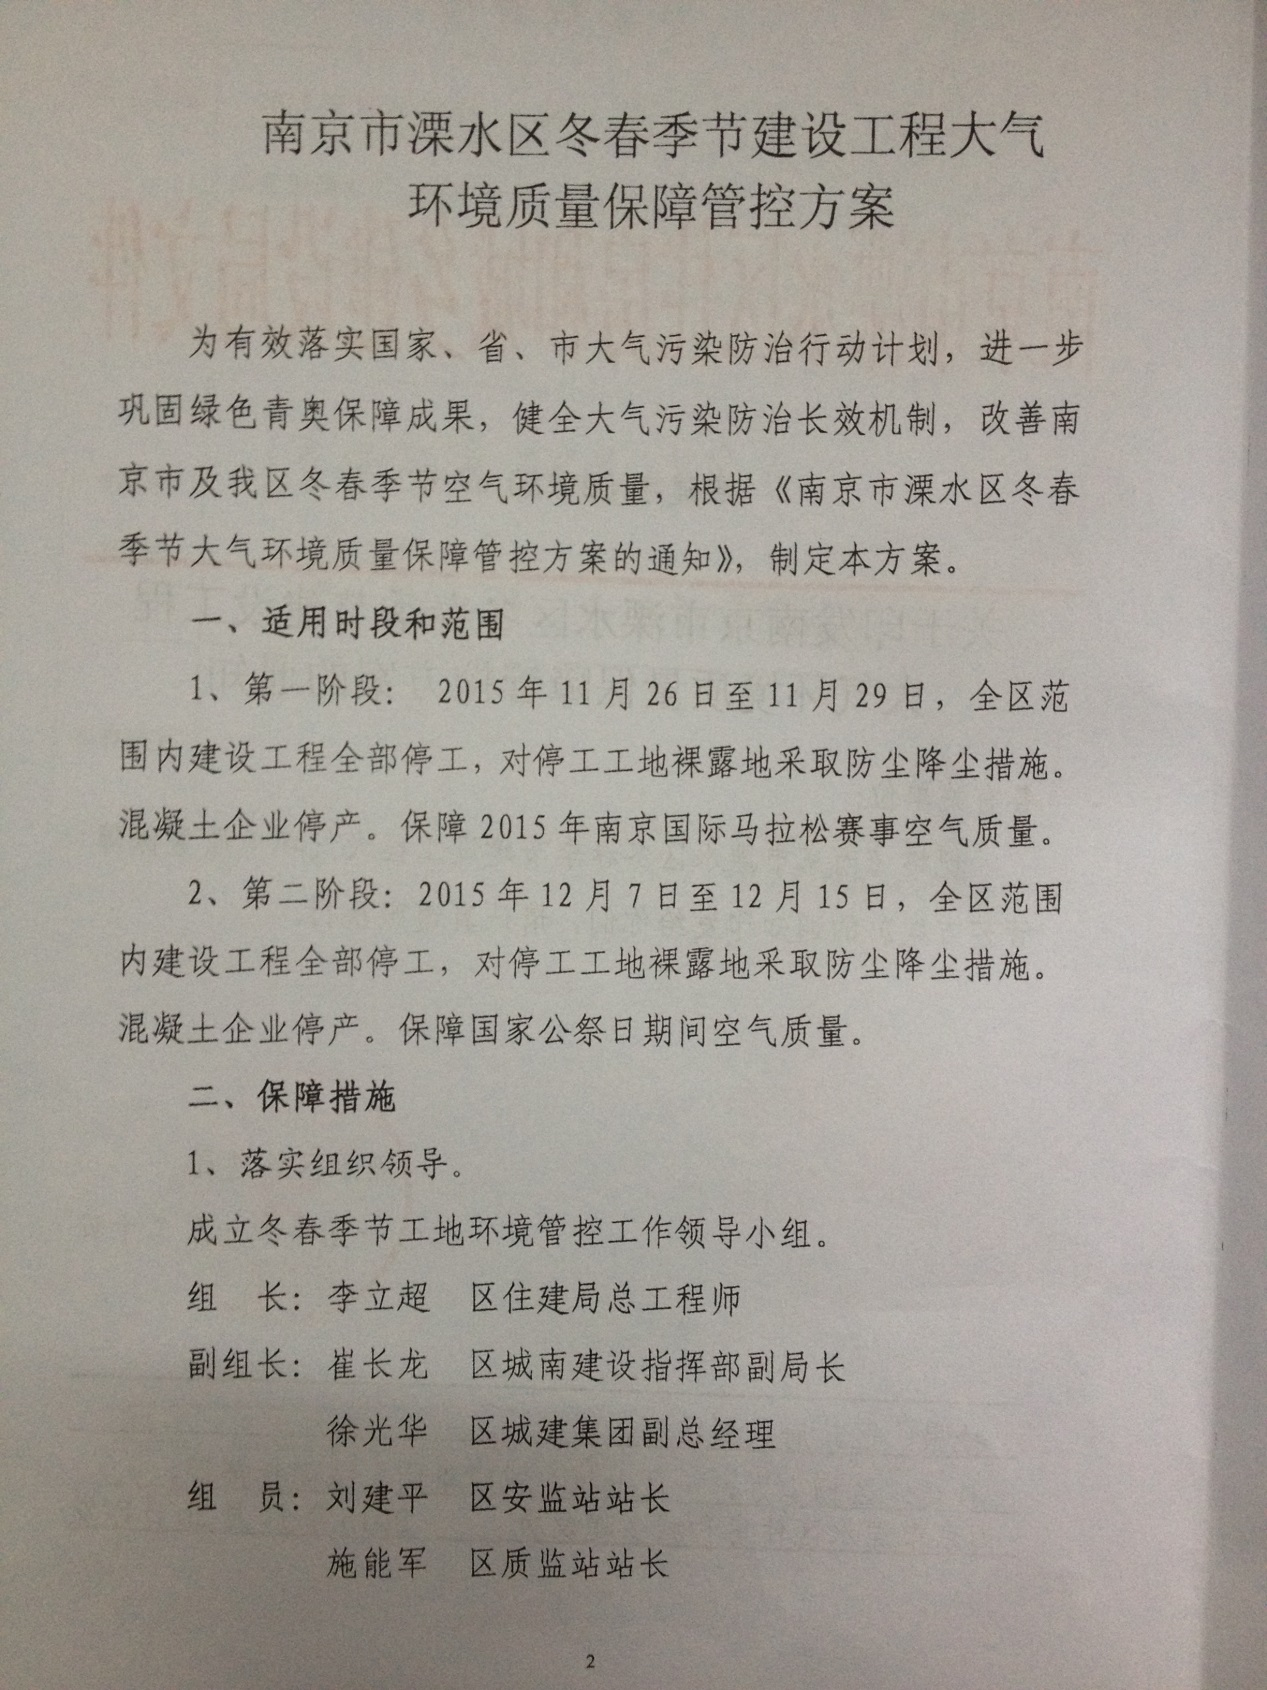 南京市溧水区冬春季节建设工程大气
环境质量保障管控方案
为有效落实国家、省、市大气污染防治行动计划，进一步
巩固绿色青奥保障成果，健全大气污染防治长效机制，改善南
京市及我区冬春季节空气环境质量，根据《南京市溧水区冬春
季节大气环境质量保障管控方案的通知》，制定本方案。
一、适用时段和范围
1、第一阶段： 2015年11月26日至11月29日，全区范
围内建设工程全部停工，对停工工地裸露地采取防尘降尘措施。
混凝土企业停产。保障2015年南京国际马拉松赛事空气质量。
2、第二阶段：2015年12月7日至12月15日，全区范围
内建设工程全部停工，对停工工地裸露地采取防尘降尘措施。
混凝土企业停产。保障国家公祭日期间空气质量。
二、保障措施
1、落实组织领导。
成立冬春季节工地环境管控工作领导小组。
组　长：李立超　区住建局总工程师
副组长：崔长龙　区城南建设指挥部副局长
徐光华　区城建集团副总经理
组　员：刘建平　区安监站站长
施能军　区质监站站长
2